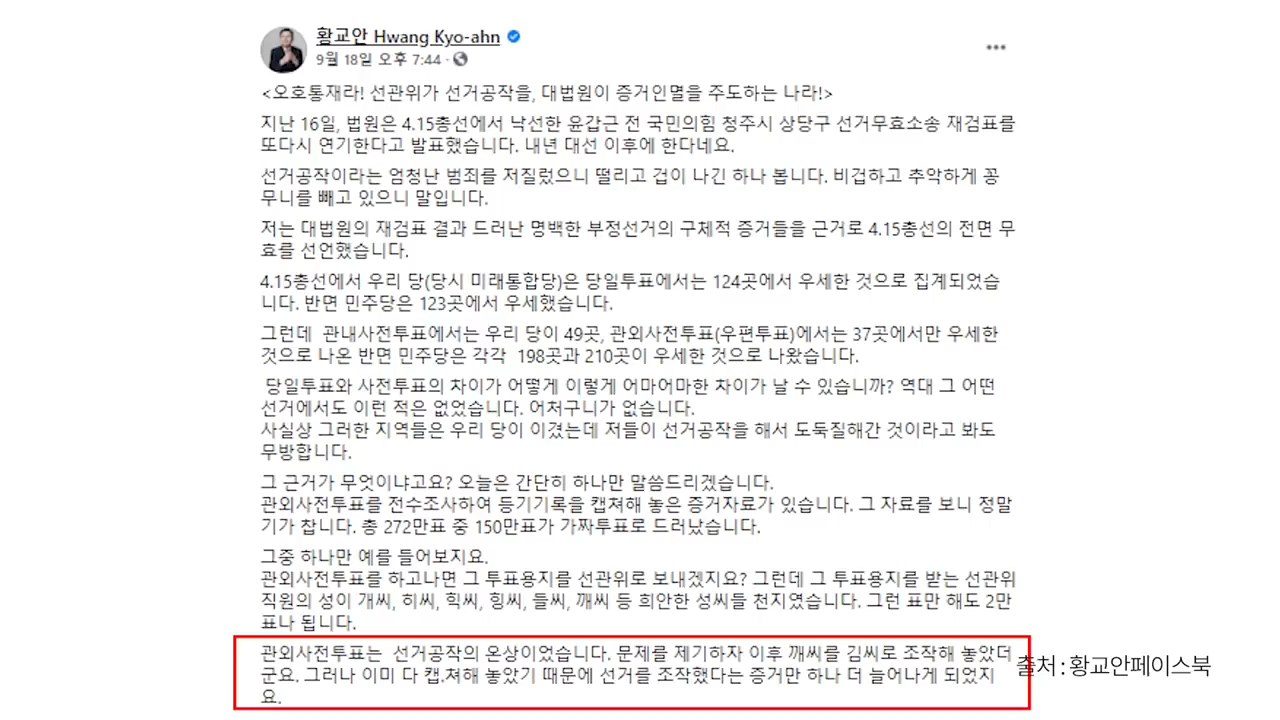 황교안 Hwang Kyo-ahn
9월 18일 오후 7:44 ·
<오호통재라! 선관위가 선거공작을, 대법원이 증거인멸을 주도하는 나라!>
지난 16일, 법원은 4.15총선에서 낙선한 윤갑근 전 국민의힘 청주시 상당구 선거무효소송 재검표를
또다시 연기한다고 발표했습니다. 내년 대선 이후에 한다네요.
선거공작이라는 엄청난 범죄를 저질렀으니 떨리고 겁이 나긴 하나 봅니다. 비겁하고 추악하게 꽁
무니를 빼고 있으니 말입니다.
저는 대법원의 재검표 결과 드러난 명백한 부정선거의 구체적 증거들을 근거로 4.15총선의 전면 무
효를 선언했습니다.
4.15총선에서 우리 당(당시 미래통합당)은 당일투표에서는 124곳에서 우세한 것으로 집계되었습
니다. 반면 민주당은 123곳에서 우세했습니다.
그런데 관내사전투표에서는 우리 당이 49곳, 관외사전투표(우편투표)에서는 37곳에서만 우세한
것으로 나온 반면 민주당은 각각 198곳과 210곳이 우세한 것으로 나왔습니다.
당일투표와 사전투표의 차이가 어떻게 이렇게 어마어마한 차이가 날 수 있습니까? 역대 그 어떤
선거에서도 이런 적은 없었습니다. 어처구니가 없습니다.
사실상 그러한 지역들은 우리 당이 이겼는데 저들이 선거공작을 해서 도둑질해간 것이라고 봐도
무방합니다.
그 근거가 무엇이냐고요? 오늘은 간단히 하나만 말씀드리겠습니다.
관외사전투표를 전수조사하여 등기기록을 캡쳐해 놓은 증거자료가 있습니다. 그 자료를 보니 정말
기가 찹니다. 총 272만표 중 150만표가 가짜투표로 드러났습니다.
그중 하나만 예를 들어보지요.
관외사전투표를 하고나면 그 투표용지를 선관위로 보내겠지요? 그런데 그 투표용지를 받는 선관위
직원의 성이 개씨, 히씨, 힉씨, 힝씨, 들씨, 깨씨 등 희안한 성씨들 천지였습니다. 그런 표만 해도 2만
표나 됩니다.
관외사전투표는 선거공작의 온상이었습니다. 문제를 제기하자 이후 깨씨를 김씨로 조작해 놓았더
군요. 그러나 이미 다 캡.쳐해 놓았기 때문에 선거를 조작했다는 증거만 하나 더 늘어나게 되었지
요.
출처 : 황교안페이스북